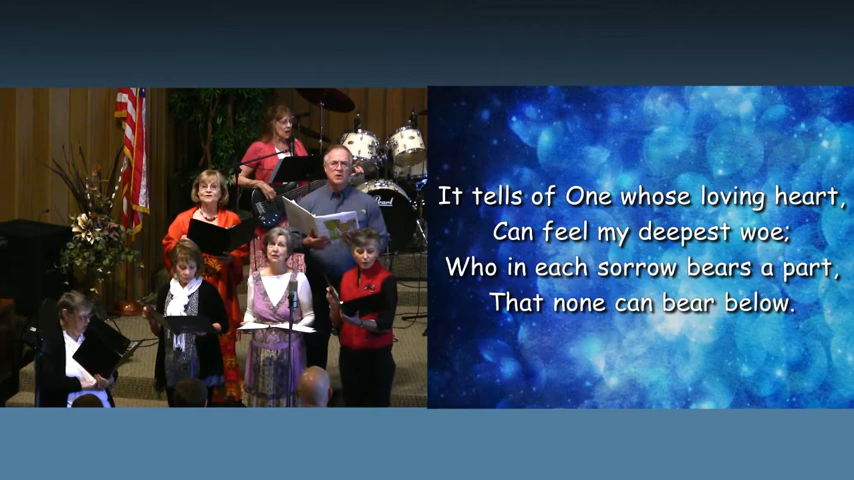 Pearl
It tells of One whose loving heart,
Can feel my deepest woe;
Who in each sorrow bears a part,
That none can bear below.